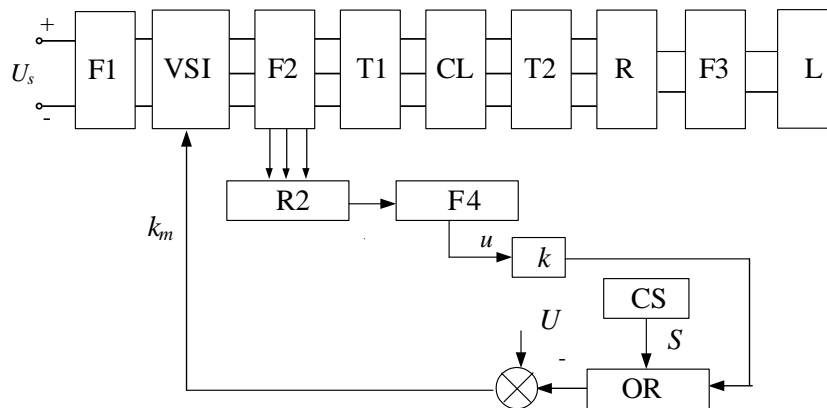 +
F1 VSI F2 T1 CL T2 R F3 L
U_s
-
R2 F4
k_m
u
k
CS
U S
-
OR